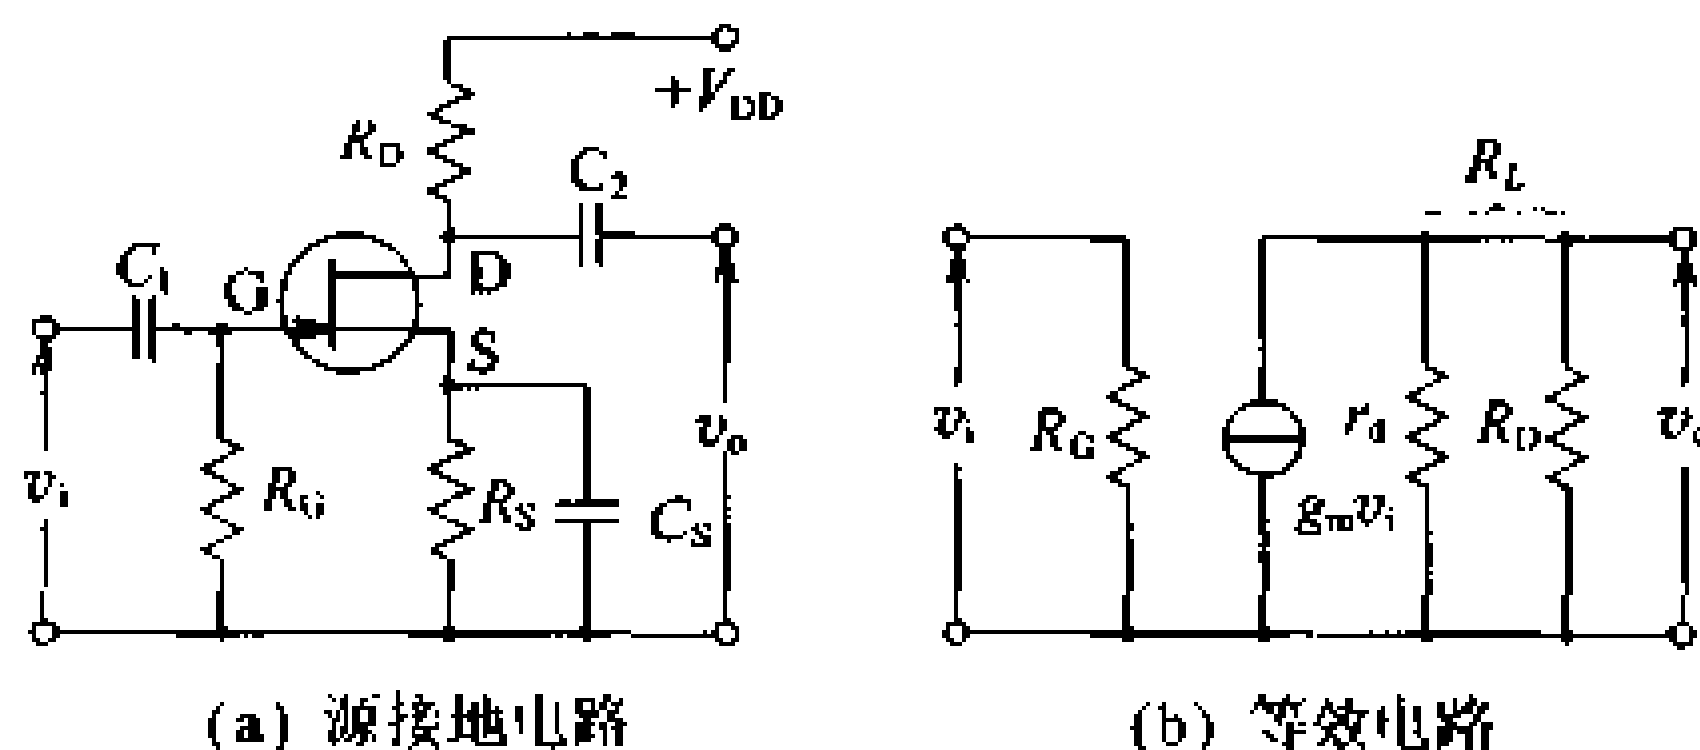 +V_DD
R_D
C_2
C_1
G
D
S
v_i
R_G
R_S
C_S
v_o
(a) 源接地电路
R_L
v_i
R_G
r_d
R_D
g_m v_i
v_o
(b) 等效电路